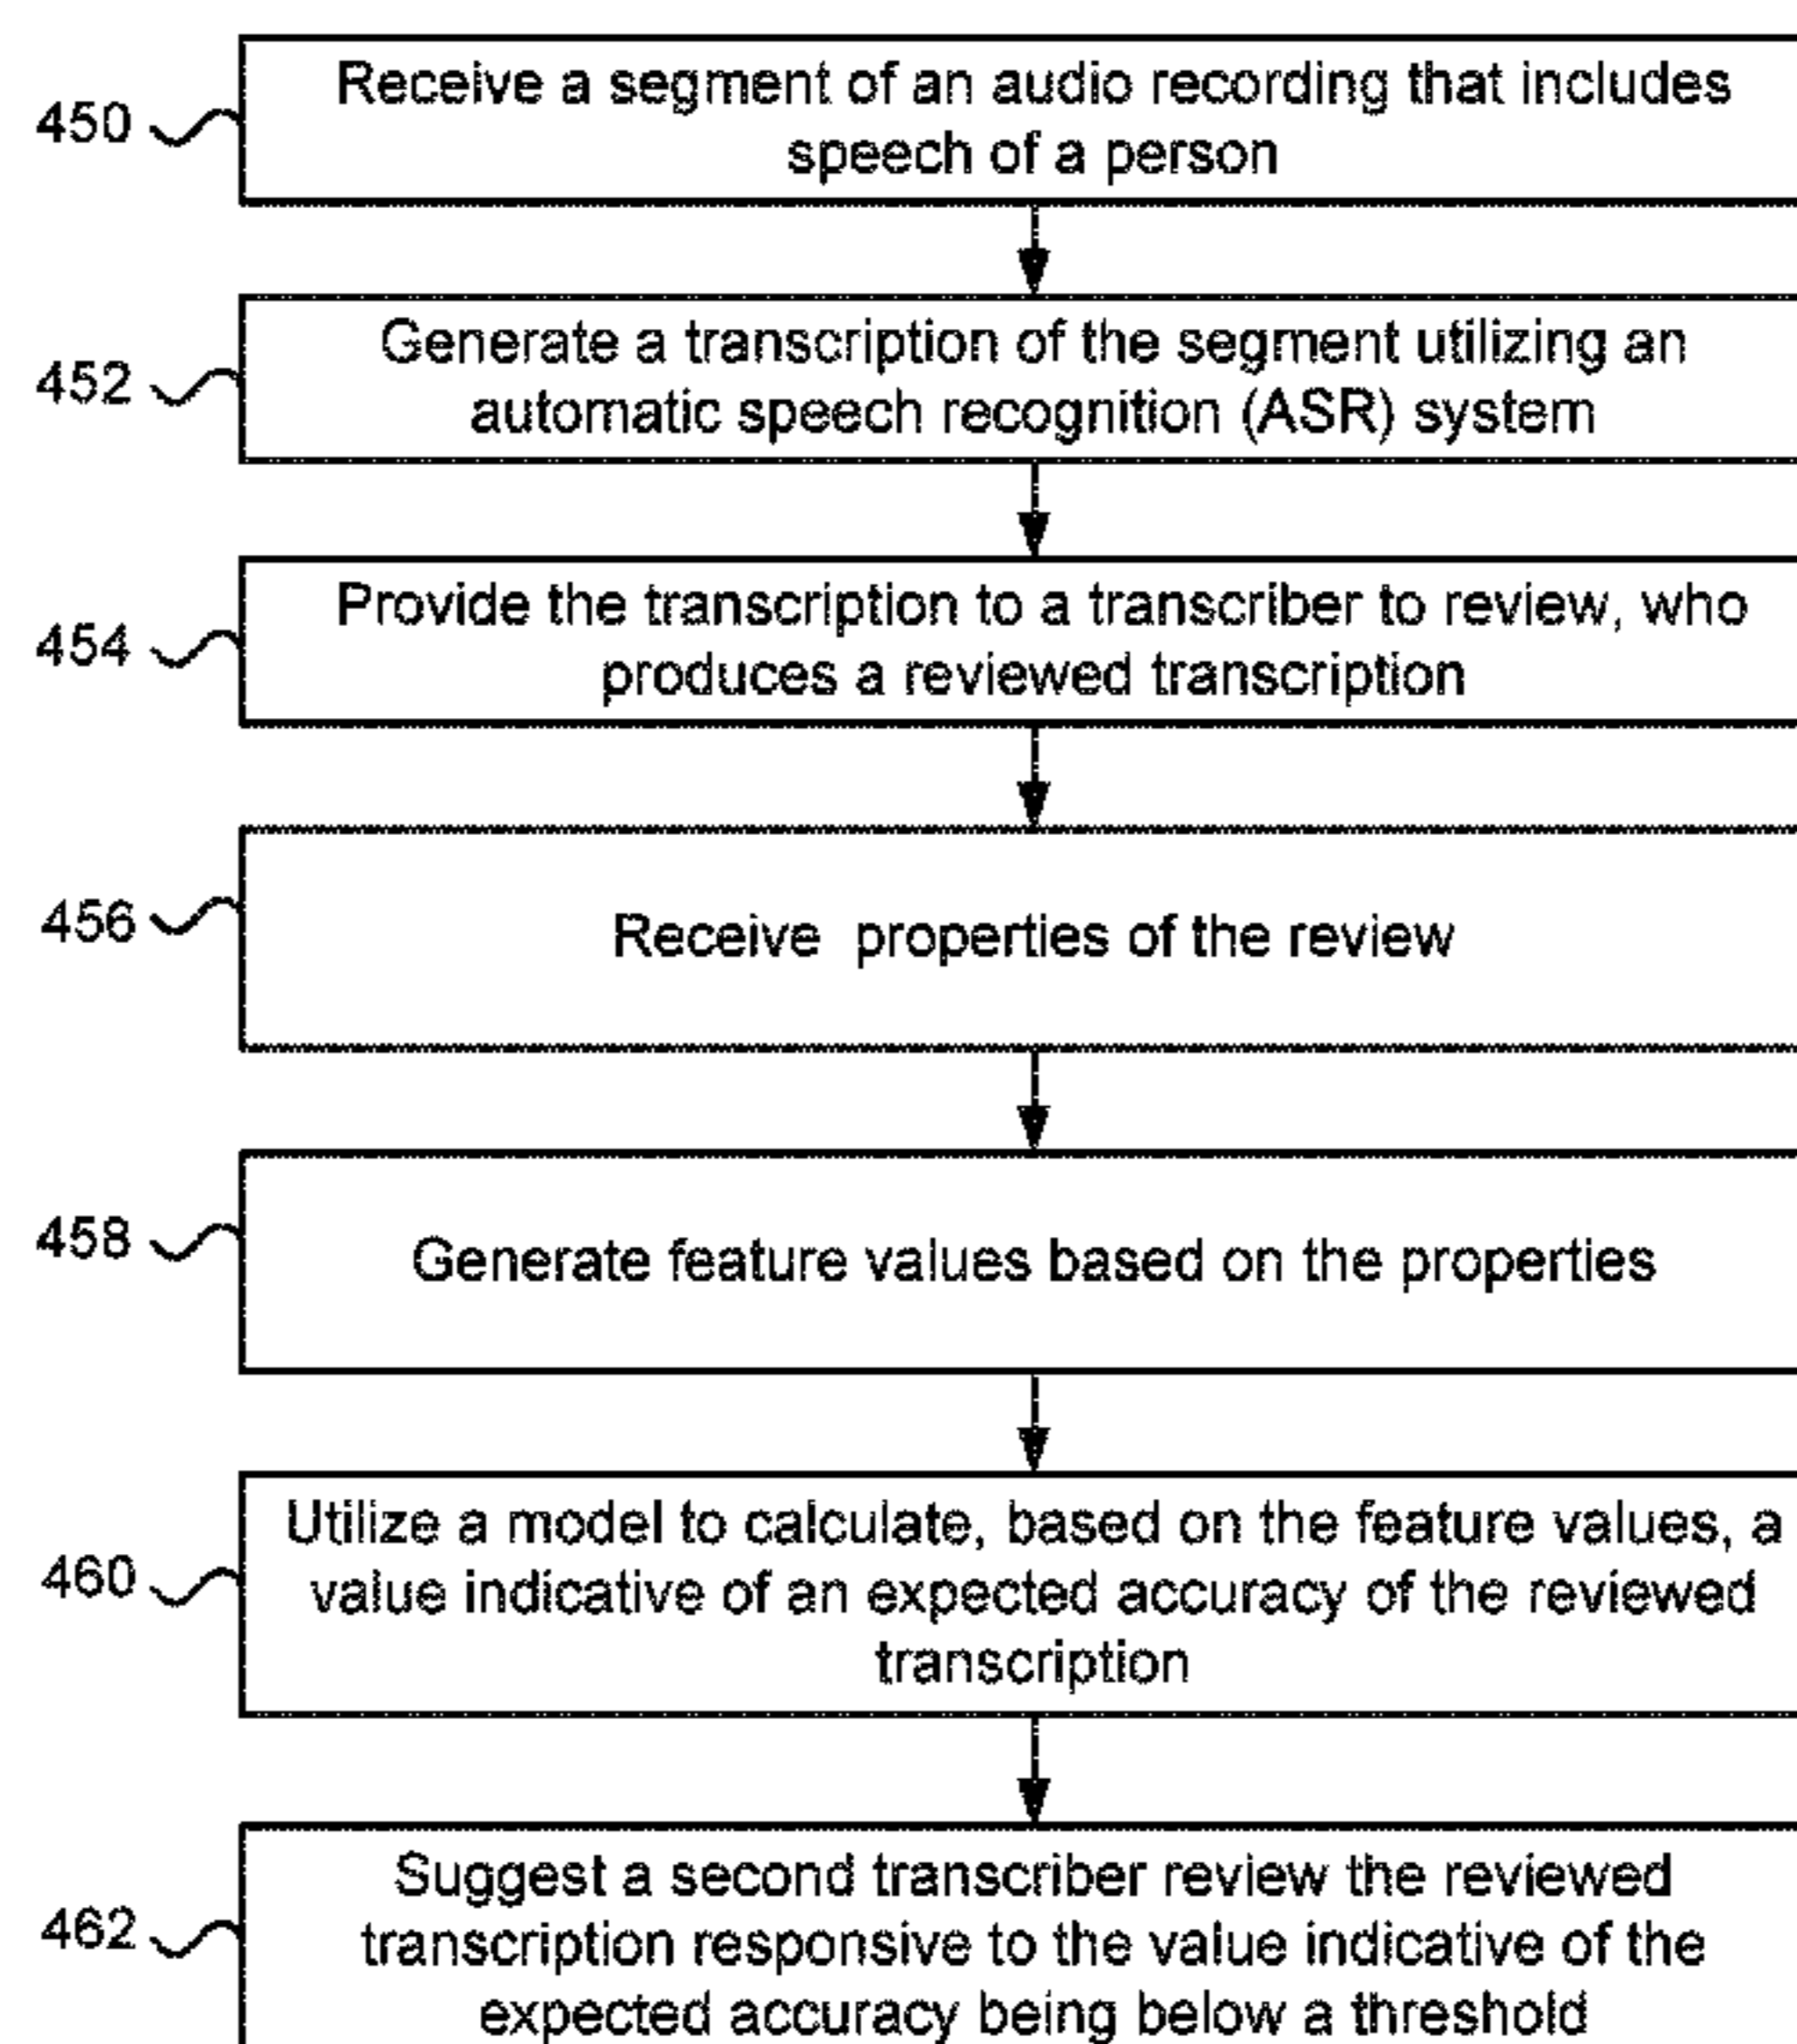 450
Receive a segment of an audio recording that includes
speech of a person
452
Generate a transcription of the segment utilizing an
automatic speech recognition (ASR) system
454
Provide the transcription to a transcriber to review, who
produces a reviewed transcription
456
Receive properties of the review
458
Generate feature values based on the properties
460
Utilize a model to calculate, based on the feature values, a
value indicative of an expected accuracy of the reviewed
transcription
462
Suggest a second transcriber review the reviewed
transcription responsive to the value indicative of the
expected accuracy being below a threshold